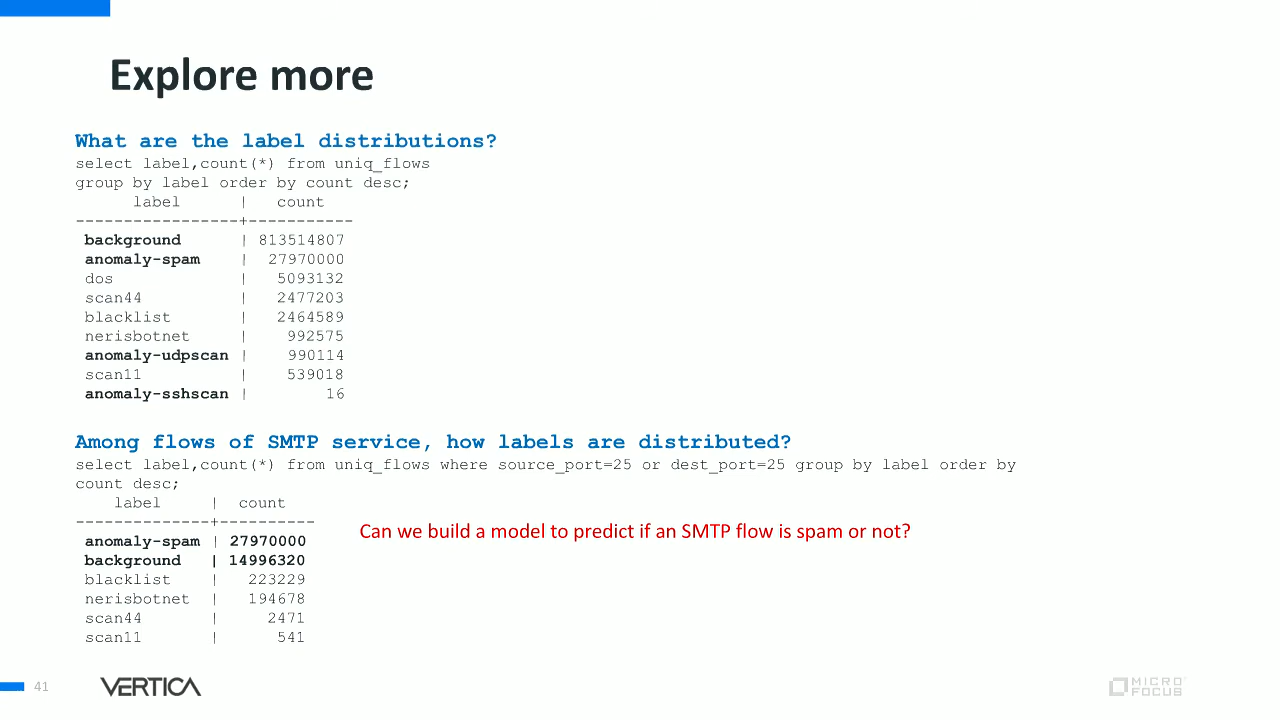 Explore more
What are the label distributions?
select label,count(*) from uniq_flows
group by label order by count desc;
label | count
-----------------+-----------
background | 813514807
anomaly-spam | 27970000
dos | 5093132
scan44 | 2477203
blacklist | 2464589
nerisbotnet | 992575
anomaly-udpscan | 990114
scan11 | 539018
anomaly-sshscan | 16
Among flows of SMTP service, how labels are distributed?
select label,count(*) from uniq_flows where source_port=25 or dest_port=25 group by label order by
count desc;
label | count
--------------+----------
anomaly-spam | 27970000
background | 14996320
blacklist | 223229
nerisbotnet | 194678
scan44 | 2471
scan11 | 541
Can we build a model to predict if an SMTP flow is spam or not?
41
VERTICA
MICRO
FOCUS